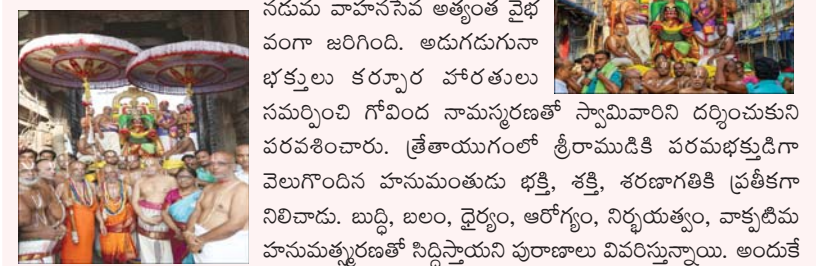 నడుమ వాహనసేవ అత్యంత వైభ
వంగా జరిగింది. అడుగడుగునా
భక్తులు కర్పూర హారతులు
సమర్పించి గోవింద నామస్మరణతో స్వామివారిని దర్శించుకుని
పరవశించారు. త్రేతాయుగంలో శ్రీరాముడికి పరమభక్తుడిగా
వెలుగొందిన హనుమంతుడు భక్తి, శక్తి, శరణాగతికి ప్రతీకగా
నిలిచాడు. బుద్ధి, బలం, ధైర్యం, ఆరోగ్యం, నిర్భయత్వం, వాక్పటిమ
హనుమత్స్మరణతో సిద్ధిస్తాయని పురాణాలు వివరిస్తున్నాయి. అందుకే